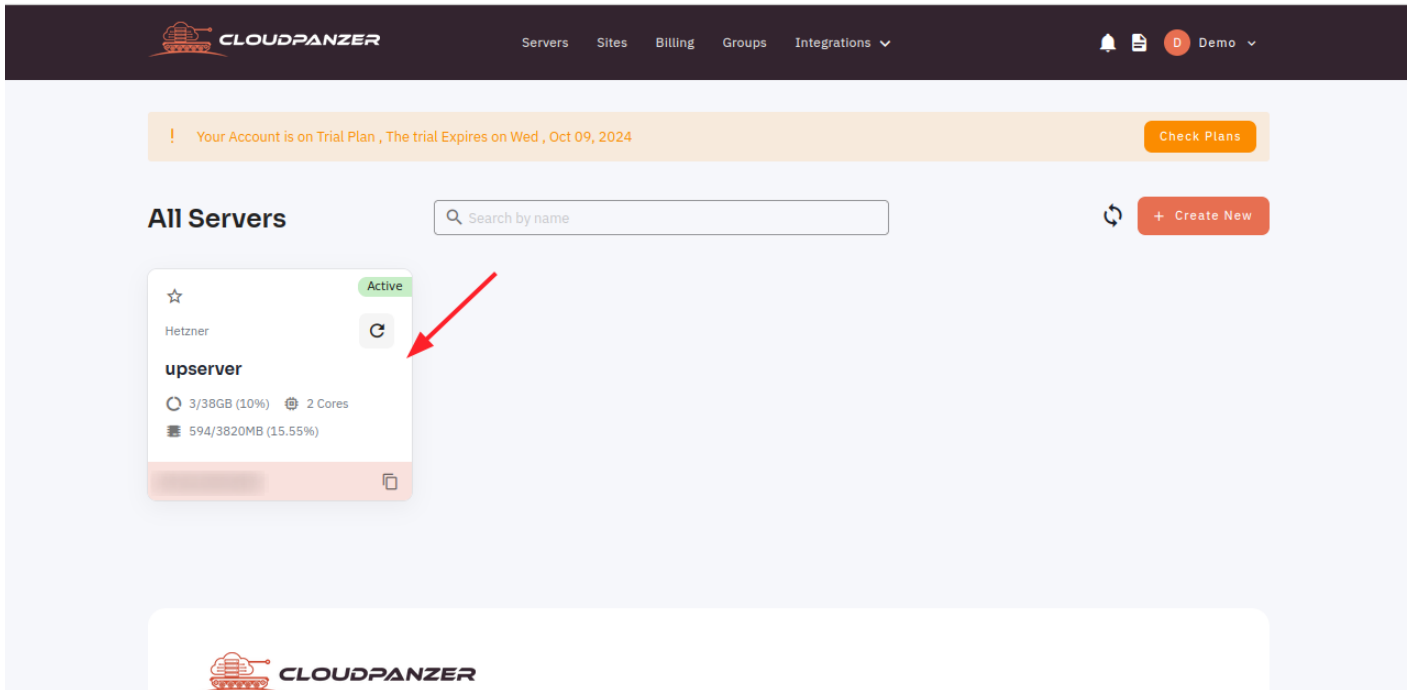 CLOUDPANZER
Servers Sites Billing Groups Integrations
D Demo
! Your Account is on Trial Plan , The trial Expires on Wed , Oct 09, 2024
Check Plans
All Servers
Search by name
+ Create New
Active
Hetzner
upserver
3/38GB (10%) 2 Cores
594/3820MB (15.55%)
CLOUDPANZER